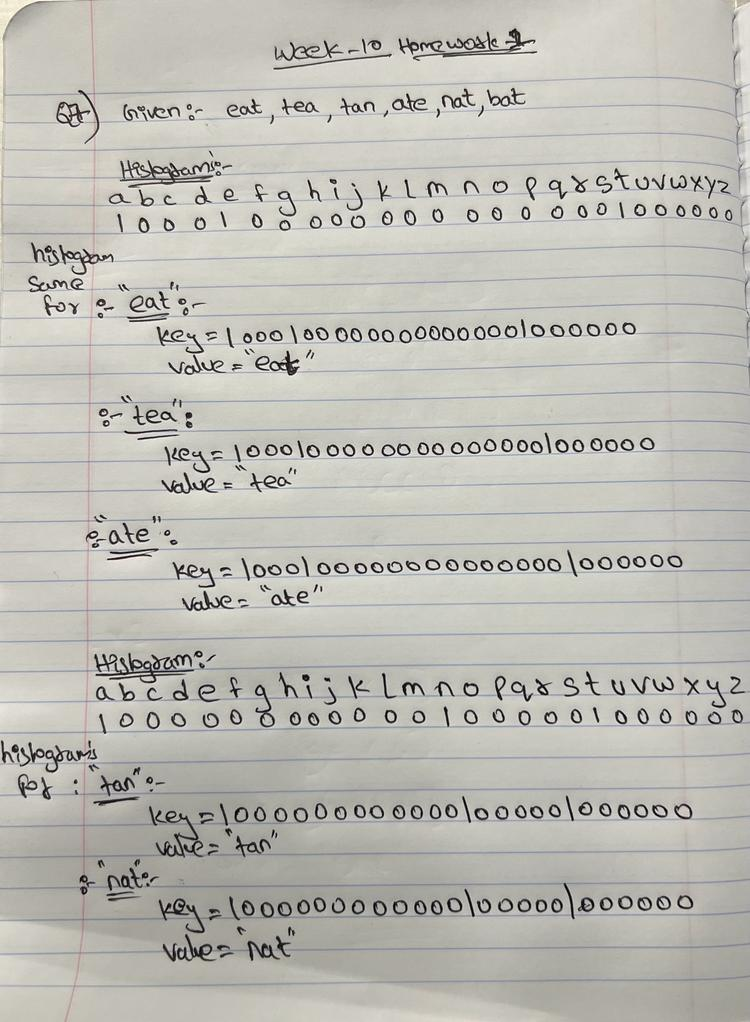 Week-10 Homework-1
Q7) Given:- eat, tea, tan, ate, nat, bat
Histogram:-
a b c d e f g h i j k l m n o p q r s t u v w x y z
1 0 0 0 1 0 0 0 0 0 0 0 0 0 0 0 0 0 0 1 0 0 0 0 0 0
histogram
same
for :- "eat":-
key = 10001000000000000001000000
value = "eat"
:- "tea":
key = 10001000000000000001000000
value = "tea"
:- "ate":
key = 10001000000000000001000000
value = "ate"
Histogram:-
a b c d e f g h i j k l m n o p q r s t u v w x y z
1 0 0 0 0 0 0 0 0 0 0 0 0 1 0 0 0 0 0 1 0 0 0 0 0 0
histogram's
for : "tan":-
key = 10000000000001000001000000
value = "tan"
:- "nat":-
key = 10000000000001000001000000
value = "nat"